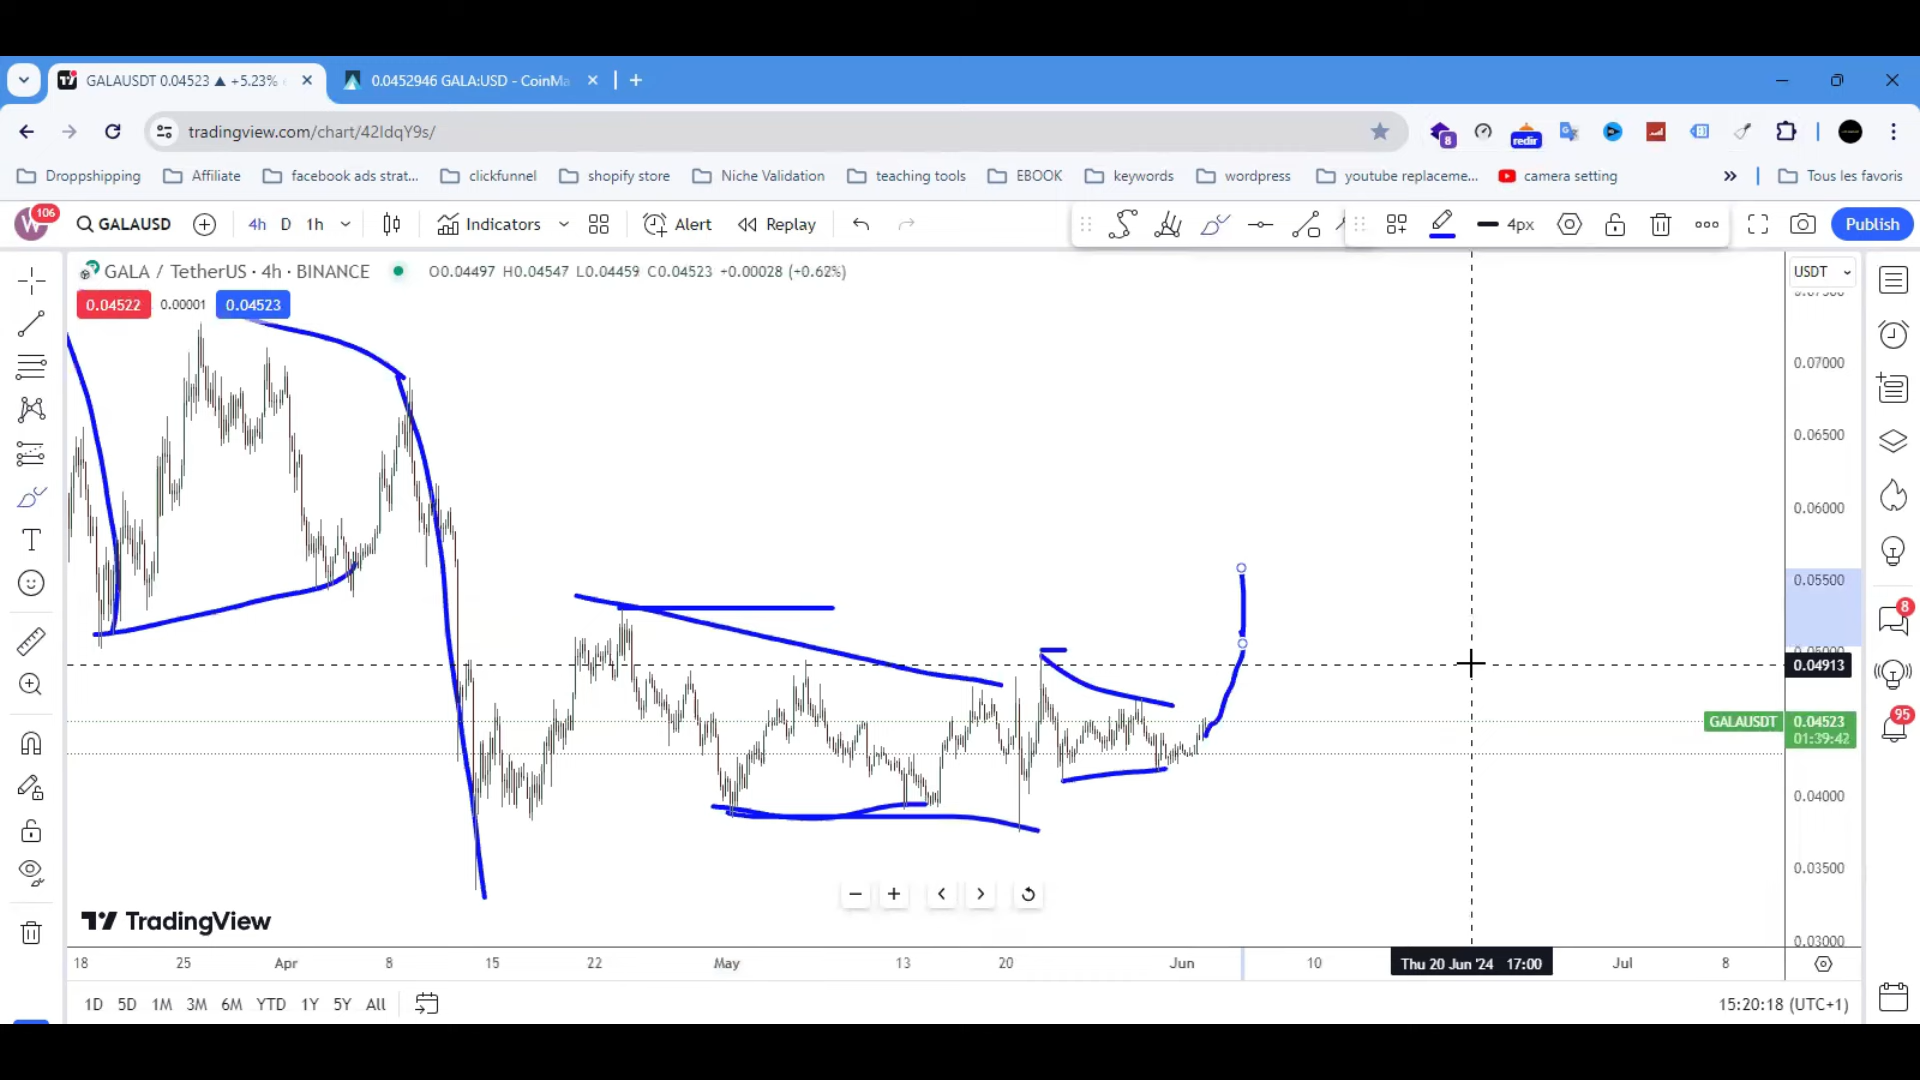 GALAUSDT 0.04523 ▲ +5.23%
0.0452946 GALA:USD - CoinMa
tradingview.com/chart/42IdqY9s/
8
redir
Droppshipping Affiliate facebook ads strat... clickfunnel shopify store Niche Validation teaching tools EBOOK keywords wordpress youtube replaceme... camera setting » Tous les favoris
W 106 GALAUSD 4h D 1h Indicators Alert Replay 4px Publish
GALA / TetherUS · 4h · BINANCE O0.04497 H0.04547 L0.04459 C0.04523 +0.00028 (+0.62%) USDT
0.04522 0.00001 0.04523
0.07000
0.06500
0.06000
0.05500
8
0.04913
GALAUSDT 0.04523
95
01:39:42
0.04000
0.03500
TradingView
0.03000
18 25 Apr 8 15 22 May 13 20 Jun 10 Thu 20 Jun '24 17:00 Jul 8
1D 5D 1M 3M 6M YTD 1Y 5Y All 15:20:18 (UTC+1)